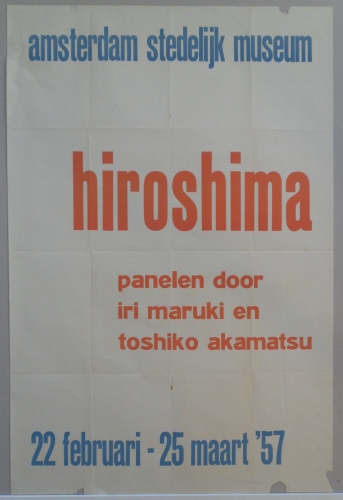 amsterdam stedelijk museum
hiroshima
panelen door
iri maruki en
toshiko akamatsu
22 februari - 25 maart '57